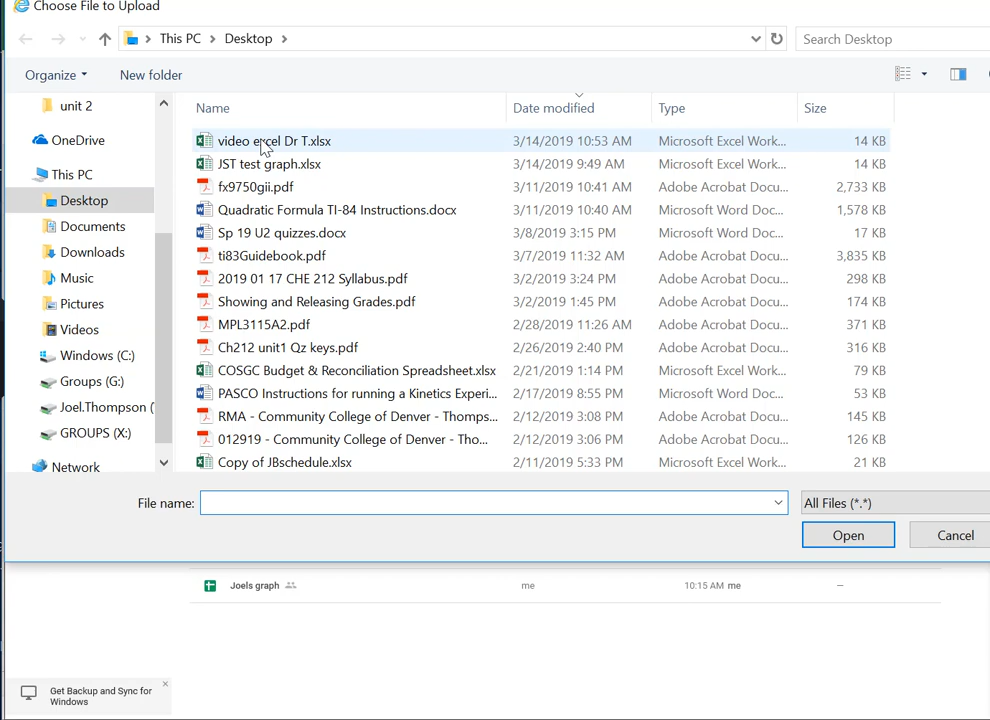 Choose File to Upload
This PC > Desktop >
Search Desktop
Organize
New folder
unit 2
OneDrive
This PC
Desktop
Documents
Downloads
Music
Pictures
Videos
Windows (C:)
Groups (G:)
Joel.Thompson (
GROUPS (X:)
Network
Name Date modified Type Size
video excel Dr T.xlsx 3/14/2019 10:53 AM Microsoft Excel Work... 14 KB
JST test graph.xlsx 3/14/2019 9:49 AM Microsoft Excel Work... 14 KB
fx9750gii.pdf 3/11/2019 10:41 AM Adobe Acrobat Docu... 2,733 KB
Quadratic Formula TI-84 Instructions.docx 3/11/2019 10:40 AM Microsoft Word Doc... 1,578 KB
Sp 19 U2 quizzes.docx 3/8/2019 3:15 PM Microsoft Word Doc... 17 KB
ti83Guidebook.pdf 3/7/2019 11:32 AM Adobe Acrobat Docu... 3,835 KB
2019 01 17 CHE 212 Syllabus.pdf 3/2/2019 3:24 PM Adobe Acrobat Docu... 298 KB
Showing and Releasing Grades.pdf 3/2/2019 1:45 PM Adobe Acrobat Docu... 174 KB
MPL3115A2.pdf 2/28/2019 11:26 AM Adobe Acrobat Docu... 371 KB
Ch212 unit1 Qz keys.pdf 2/26/2019 2:40 PM Adobe Acrobat Docu... 316 KB
COSGC Budget & Reconciliation Spreadsheet.xlsx 2/21/2019 1:14 PM Microsoft Excel Work... 79 KB
PASCO Instructions for running a Kinetics Experi... 2/17/2019 8:55 PM Microsoft Word Doc... 53 KB
RMA - Community College of Denver - Thomps... 2/12/2019 3:08 PM Adobe Acrobat Docu... 145 KB
012919 - Community College of Denver - Tho... 2/12/2019 3:06 PM Adobe Acrobat Docu... 126 KB
Copy of JBschedule.xlsx 2/11/2019 5:33 PM Microsoft Excel Work... 21 KB
File name:
All Files (*.*)
Open
Cancel
Joels graph me 10:15 AM me –
Get Backup and Sync for
Windows